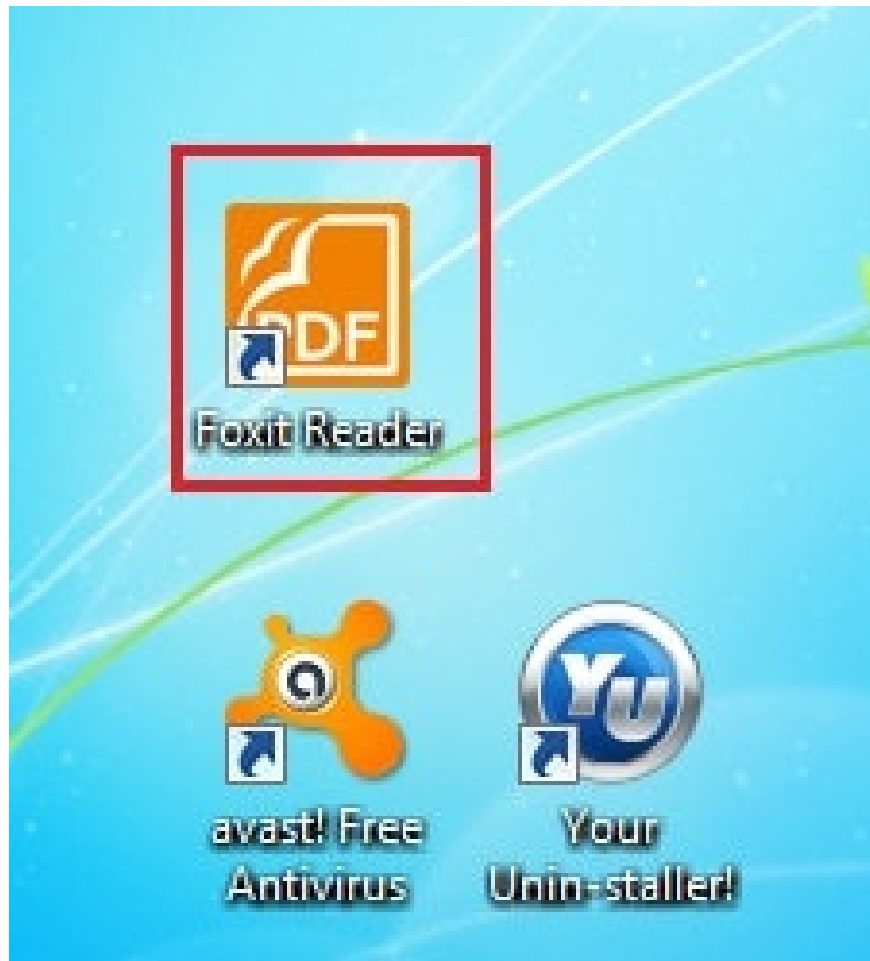 PDF
Foxit Reader
a
YU
avast! Free
Antivirus
Your
Unin-staller!